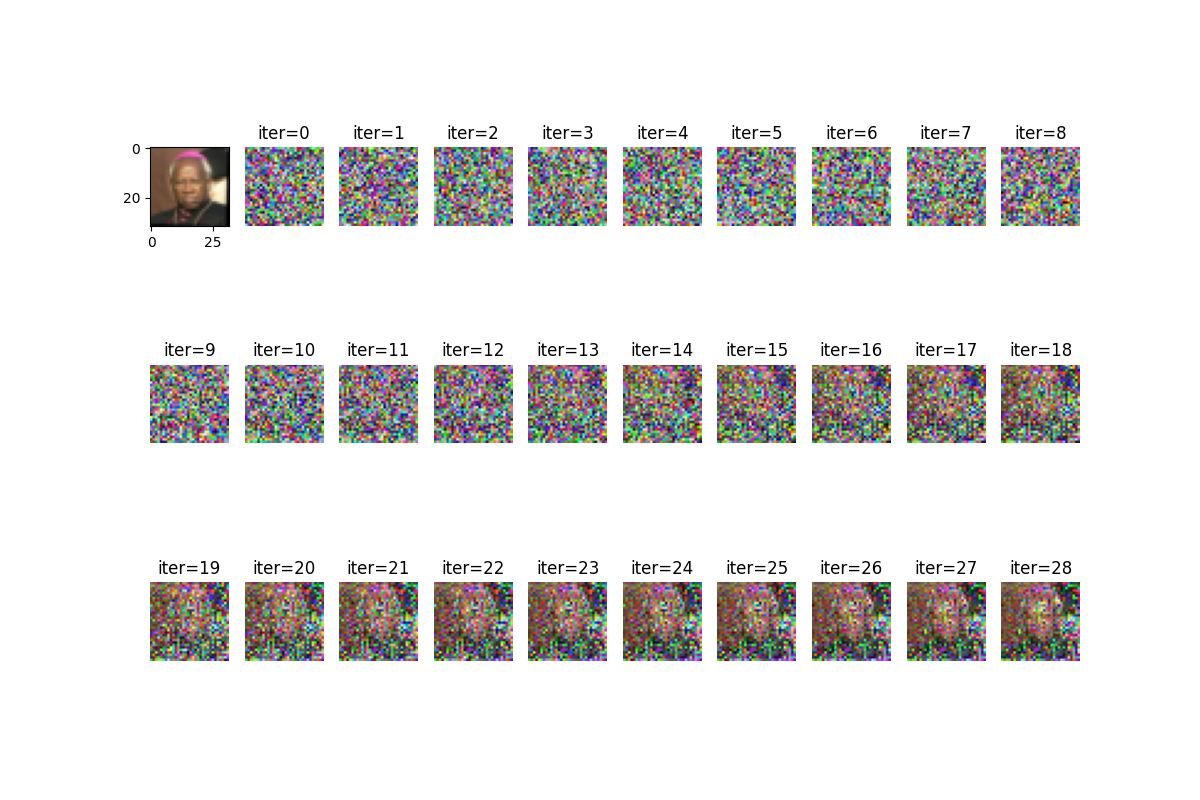 iter=0 iter=1 iter=2 iter=3 iter=4 iter=5 iter=6 iter=7 iter=8
0
20
0 25
iter=9 iter=10 iter=11 iter=12 iter=13 iter=14 iter=15 iter=16 iter=17 iter=18
iter=19 iter=20 iter=21 iter=22 iter=23 iter=24 iter=25 iter=26 iter=27 iter=28